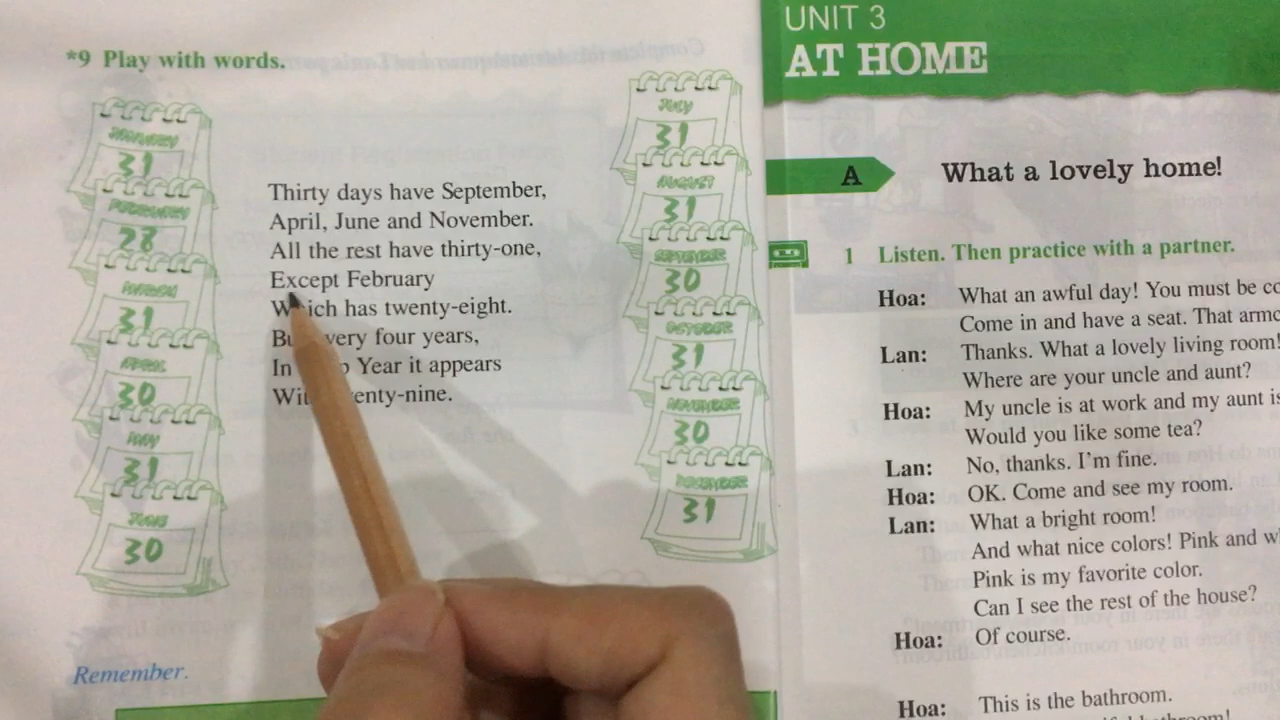 *9 Play with words.
JANUARY
31
FEBRUARY
28
MARCH
31
APRIL
30
MAY
31
JUNE
30
Thirty days have September,
April, June and November.
All the rest have thirty-one,
Except February
Which has twenty-eight.
very four years,
In Year it appears
enty-nine.
JULY
31
AUGUST
31
SEPTEMBER
30
OCTOBER
31
NOVEMBER
30
DECEMBER
31
Remember.
UNIT 3
AT HOME
A What a lovely home!
1 Listen. Then practice with a partner.
Hoa: What an awful day! You must be
Come in and have a seat. That
Lan: Thanks. What a lovely living room!
Where are your uncle and aunt?
Hoa: My uncle is at work and my aunt
Would you like some tea?
Lan: No, thanks. I'm fine.
Hoa: OK. Come and see my room.
Lan: What a bright room!
And what nice colors! Pink and
Pink is my favorite color.
Can I see the rest of the house?
Hoa: Of course.
Hoa: This is the bathroom.